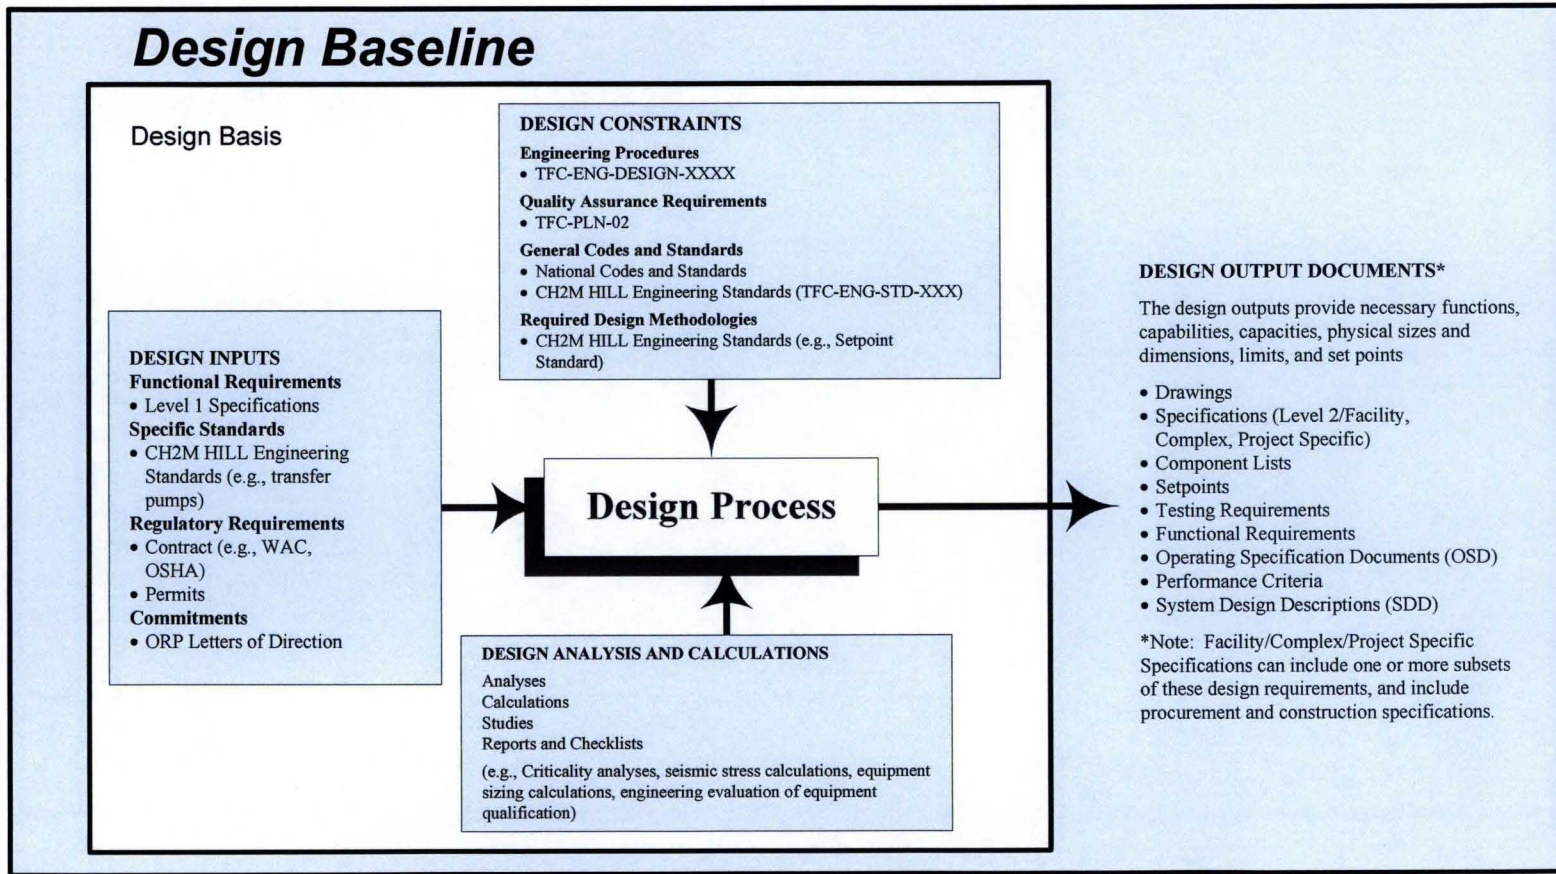 Design Baseline
Design Basis
DESIGN CONSTRAINTS
Engineering Procedures
• TFC-ENG-DESIGN-XXXX
Quality Assurance Requirements
• TFC-PLN-02
General Codes and Standards
• National Codes and Standards
• CH2M HILL Engineering Standards (TFC-ENG-STD-XXX)
Required Design Methodologies
• CH2M HILL Engineering Standards (e.g., Setpoint
Standard)
DESIGN INPUTS
Functional Requirements
• Level 1 Specifications
Specific Standards
• CH2M HILL Engineering
Standards (e.g., transfer
pumps)
Regulatory Requirements
• Contract (e.g., WAC,
OSHA)
• Permits
Commitments
• ORP Letters of Direction
Design Process
DESIGN ANALYSIS AND CALCULATIONS
Analyses
Calculations
Studies
Reports and Checklists
(e.g., Criticality analyses, seismic stress calculations, equipment
sizing calculations, engineering evaluation of equipment
qualification)
DESIGN OUTPUT DOCUMENTS*
The design outputs provide necessary functions,
capabilities, capacities, physical sizes and
dimensions, limits, and set points
• Drawings
• Specifications (Level 2/Facility,
Complex, Project Specific)
• Component Lists
• Setpoints
• Testing Requirements
• Functional Requirements
• Operating Specification Documents (OSD)
• Performance Criteria
• System Design Descriptions (SDD)
*Note: Facility/Complex/Project Specific
Specifications can include one or more subsets
of these design requirements, and include
procurement and construction specifications.